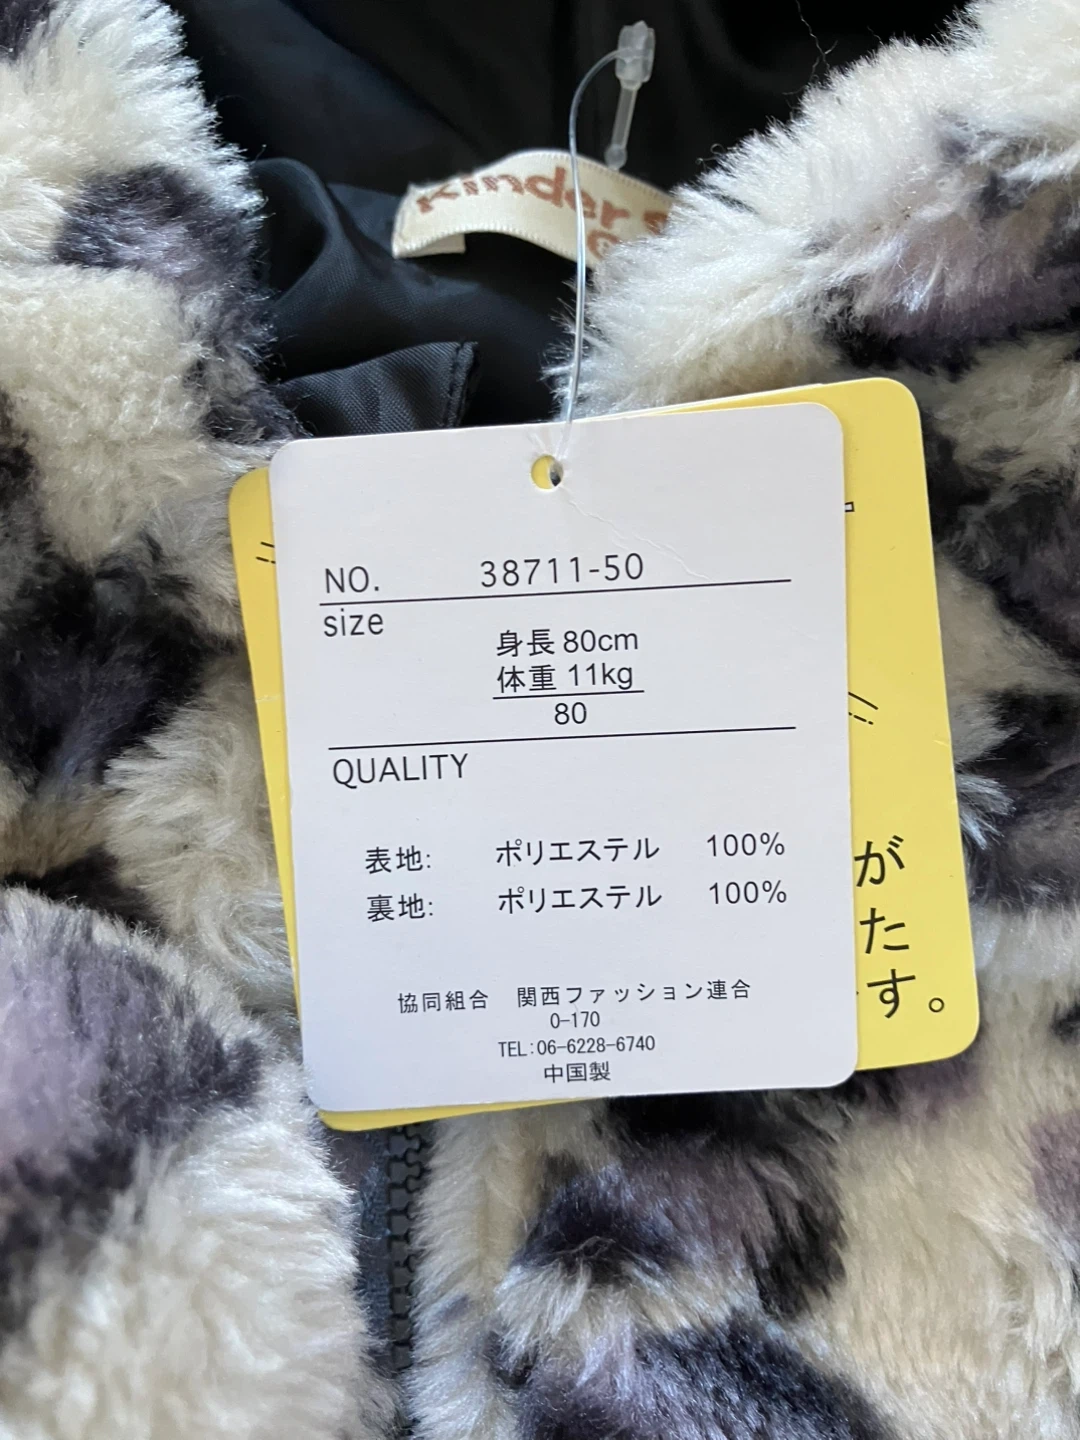 Kinder
NO. 38711-50
size
身長 80cm
体重 11kg
80
QUALITY
表地: ポリエステル 100%
裏地: ポリエステル 100%
協同組合 関西ファッション連合
0-170
TEL:06-6228-6740
中国製
が
た
す。